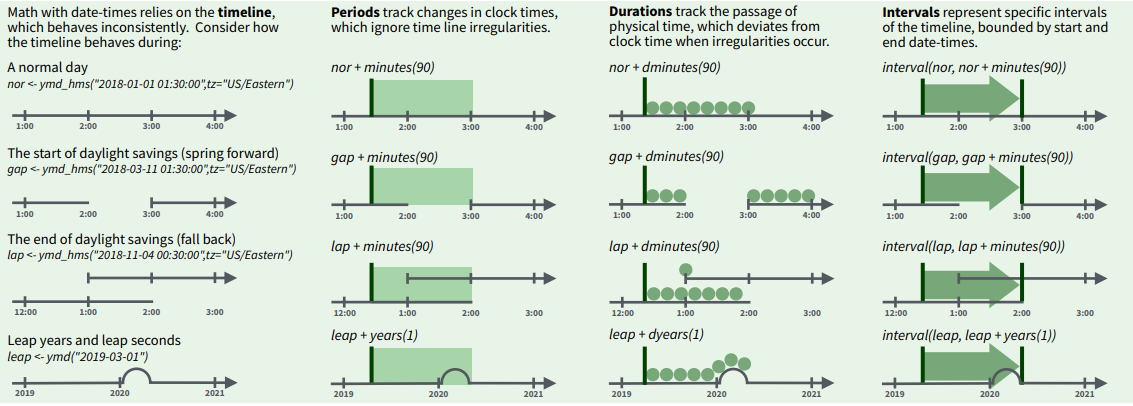 Math with date-times relies on the timeline,
which behaves inconsistently. Consider how
the timeline behaves during:
A normal day
nor <- ymd_hms("2018-01-01 01:30:00",tz="US/Eastern")
1:00 2:00 3:00 4:00
The start of daylight savings (spring forward)
gap <- ymd_hms("2018-03-11 01:30:00",tz="US/Eastern")
1:00 2:00 3:00 4:00
The end of daylight savings (fall back)
lap <- ymd_hms("2018-11-04 00:30:00",tz="US/Eastern")
12:00 1:00 2:00 3:00
Leap years and leap seconds
leap <- ymd("2019-03-01")
2019 2020 2021
Periods track changes in clock times,
which ignore time line irregularities.
nor + minutes(90)
1:00 2:00 3:00 4:00
gap + minutes(90)
1:00 2:00 3:00 4:00
lap + minutes(90)
12:00 1:00 2:00 3:00
leap + years(1)
2019 2020 2021
Durations track the passage of
physical time, which deviates from
clock time when irregularities occur.
nor + dminutes(90)
1:00 2:00 3:00 4:00
gap + dminutes(90)
1:00 2:00 3:00 4:00
lap + dminutes(90)
12:00 1:00 2:00 3:00
leap + dyears(1)
2019 2020 2021
Intervals represent specific intervals
of the timeline, bounded by start and
end date-times.
interval(nor, nor + minutes(90))
1:00 2:00 3:00 4:00
interval(gap, gap + minutes(90))
1:00 2:00 3:00 4:00
interval(lap, lap + minutes(90))
12:00 1:00 2:00 3:00
interval(leap, leap + years(1))
2019 2020 2021